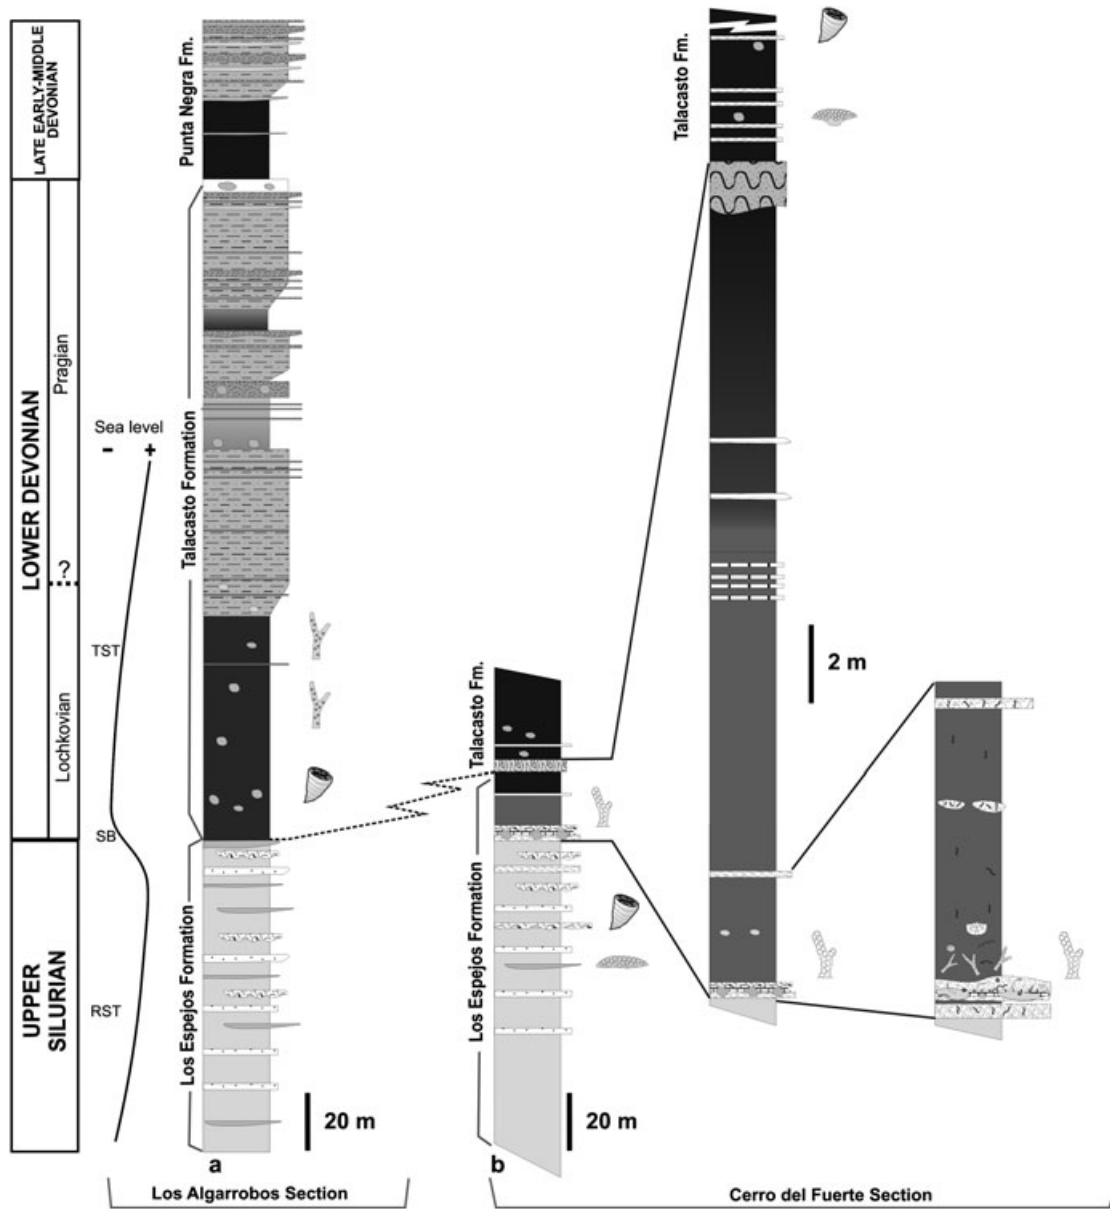 LATE EARLY-MIDDLE
DEVONIAN
LOWER DEVONIAN
Pragian
?
Lochkovian
UPPER
SILURIAN
Sea level
- +
TST
SB
RST
Punta Negra Fm.
Talacasto Formation
Los Espejos Formation
20 m
a
Los Algarrobos Section
Talacasto Fm.
Los Espejos Formation
20 m
b
Talacasto Fm.
2 m
Cerro del Fuerte Section